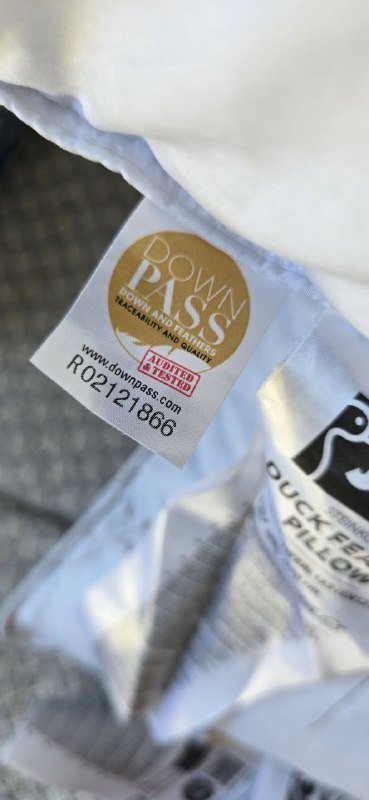 DOWN
PASS
DOWN AND FEATHERS
TRACEABILITY AND QUALITY
AUDITED
& TESTED
www.downpass.com
R02121866
DUCK FEA
PILLOW